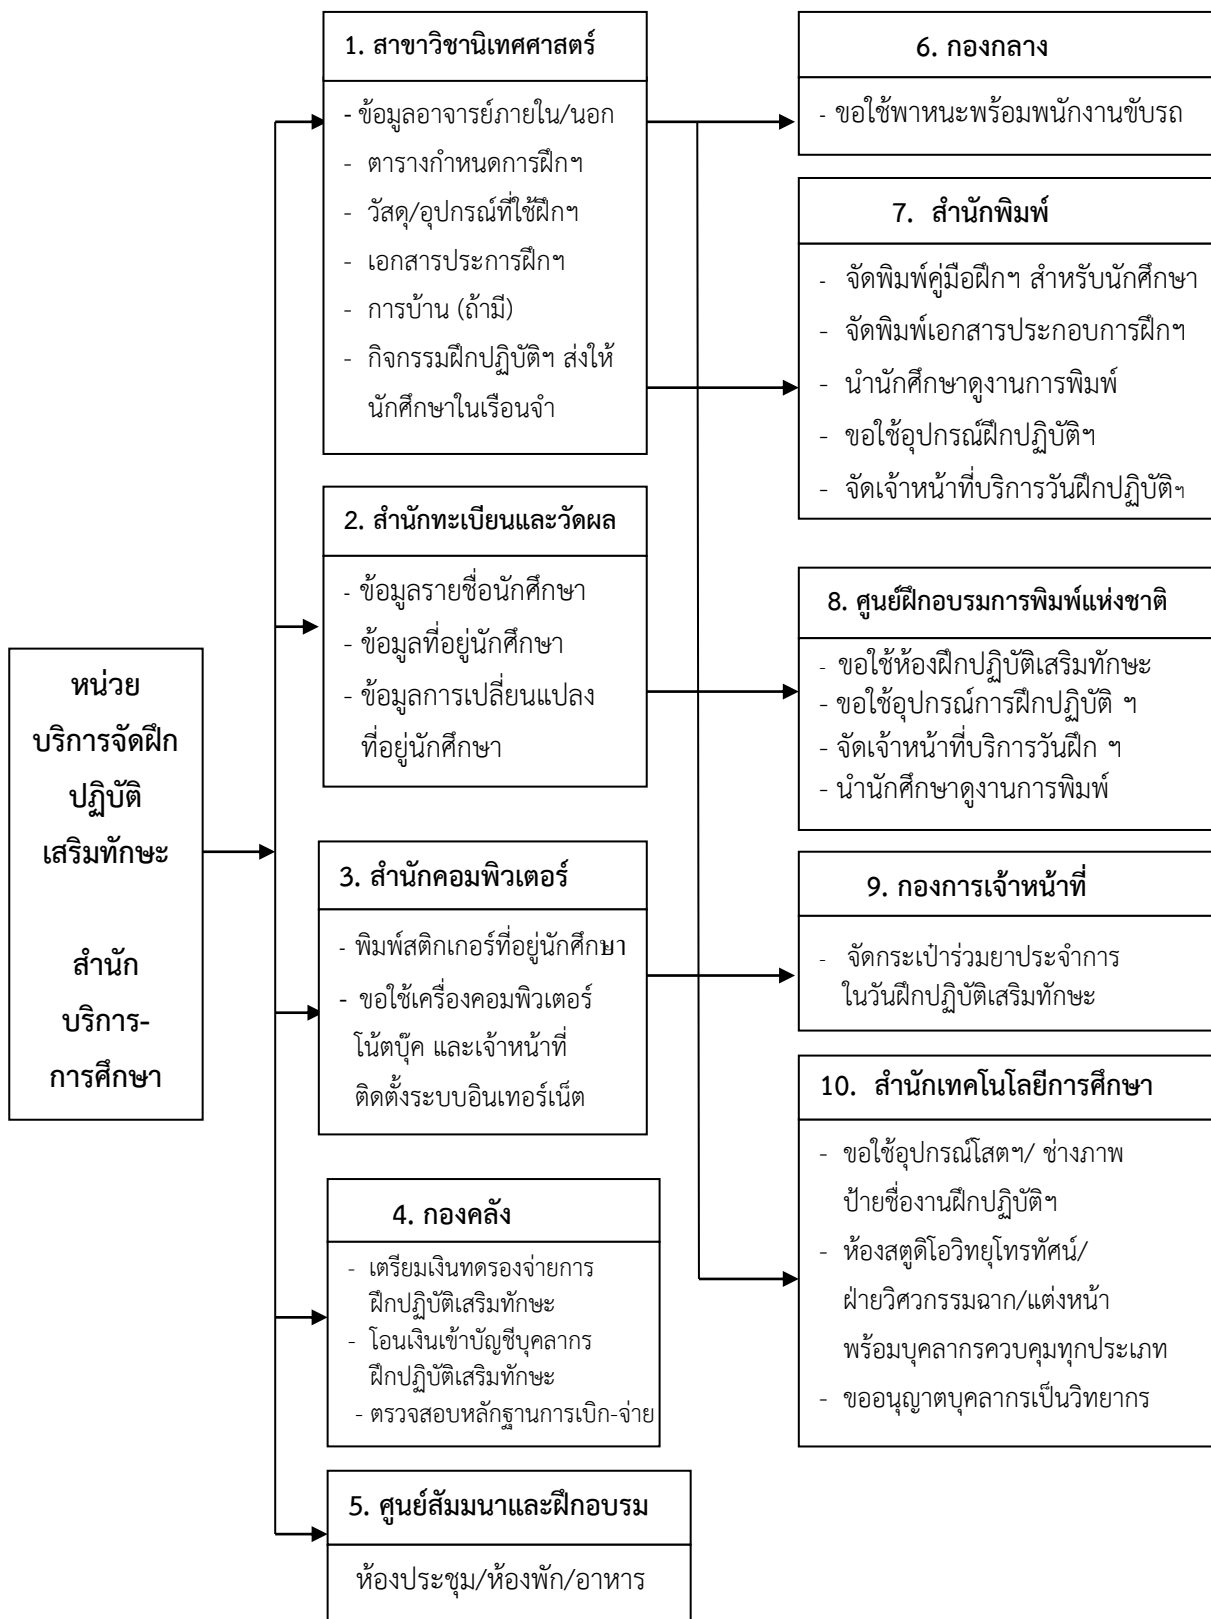 หน่วย
บริการจัดฝึก
ปฏิบัติ
เสริมทักษะ
สำนัก
บริการ-
การศึกษา
1. สาขาวิชานิเทศศาสตร์
- ข้อมูลอาจารย์ภายใน/นอก
- ตารางกำหนดการฝึกฯ
- วัสดุ/อุปกรณ์ที่ใช้ฝึกฯ
- เอกสารประการฝึกฯ
- การบ้าน (ถ้ามี)
- กิจกรรมฝึกปฏิบัติฯ ส่งให้
นักศึกษาในเรือนจำ
2. สำนักทะเบียนและวัดผล
- ข้อมูลรายชื่อนักศึกษา
- ข้อมูลที่อยู่นักศึกษา
- ข้อมูลการเปลี่ยนแปลง
ที่อยู่นักศึกษา
3. สำนักคอมพิวเตอร์
- พิมพ์สติกเกอร์ที่อยู่นักศึกษา
- ขอใช้เครื่องคอมพิวเตอร์
โน้ตบุ๊ค และเจ้าหน้าที่
ติดตั้งระบบอินเทอร์เน็ต
4. กองคลัง
- เตรียมเงินทดรองจ่ายการ
ฝึกปฏิบัติเสริมทักษะ
- โอนเงินเข้าบัญชีบุคลากร
ฝึกปฏิบัติเสริมทักษะ
- ตรวจสอบหลักฐานการเบิก-จ่าย
5. ศูนย์สัมมนาและฝึกอบรม
ห้องประชุม/ห้องพัก/อาหาร
6. กองกลาง
- ขอใช้พาหนะพร้อมพนักงานขับรถ
7. สำนักพิมพ์
- จัดพิมพ์คู่มือฝึกฯ สำหรับนักศึกษา
- จัดพิมพ์เอกสารประกอบการฝึกฯ
- นำนักศึกษาดูงานการพิมพ์
- ขอใช้อุปกรณ์ฝึกปฏิบัติฯ
- จัดเจ้าหน้าที่บริการวันฝึกปฏิบัติฯ
8. ศูนย์ฝึกอบรมการพิมพ์แห่งชาติ
- ขอใช้ห้องฝึกปฏิบัติเสริมทักษะ
- ขอใช้อุปกรณ์การฝึกปฏิบัติ ฯ
- จัดเจ้าหน้าที่บริการวันฝึก ฯ
- นำนักศึกษาดูงานการพิมพ์
9. กองการเจ้าหน้าที่
- จัดกระเป๋าร่วมยาประจำการ
ในวันฝึกปฏิบัติเสริมทักษะ
10. สำนักเทคโนโลยีการศึกษา
- ขอใช้อุปกรณ์โสตฯ/ ช่างภาพ
ป้ายชื่องานฝึกปฏิบัติฯ
- ห้องสตูดิโอวิทยุโทรทัศน์/
ฝ่ายวิศวกรรมฉาก/แต่งหน้า
พร้อมบุคลากรควบคุมทุกประเภท
- ขออนุญาตบุคลากรเป็นวิทยากร